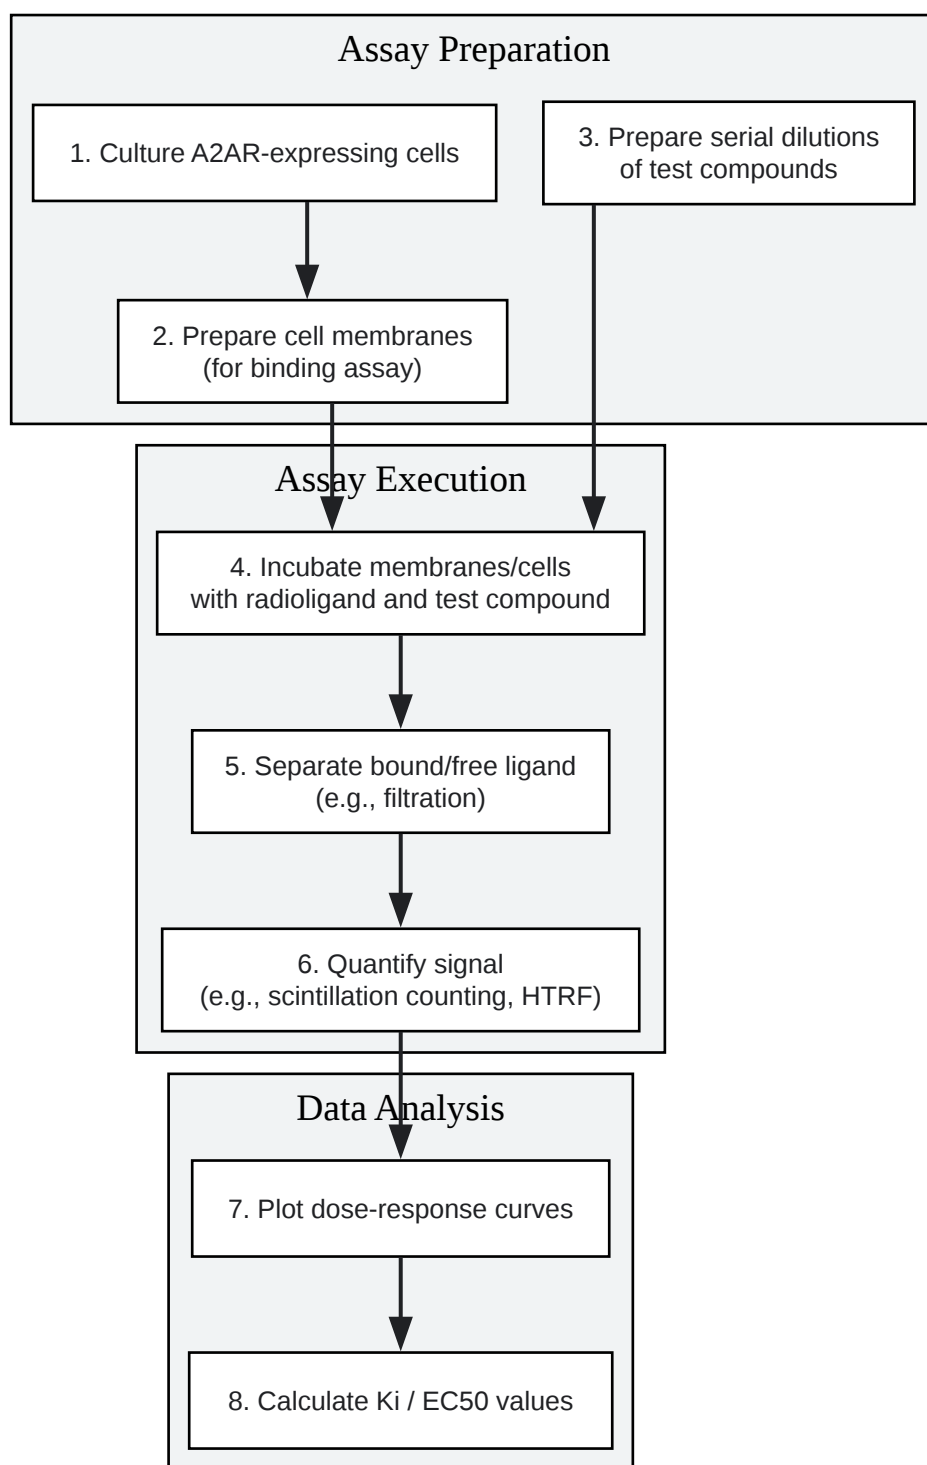 Assay Preparation
1. Culture A2AR-expressing cells
3. Prepare serial dilutions
of test compounds
2. Prepare cell membranes
(for binding assay)
Assay Execution
4. Incubate membranes/cells
with radioligand and test compound
5. Separate bound/free ligand
(e.g., filtration)
6. Quantify signal
(e.g., scintillation counting, HTRF)
Data Analysis
7. Plot dose-response curves
8. Calculate Ki / EC50 values